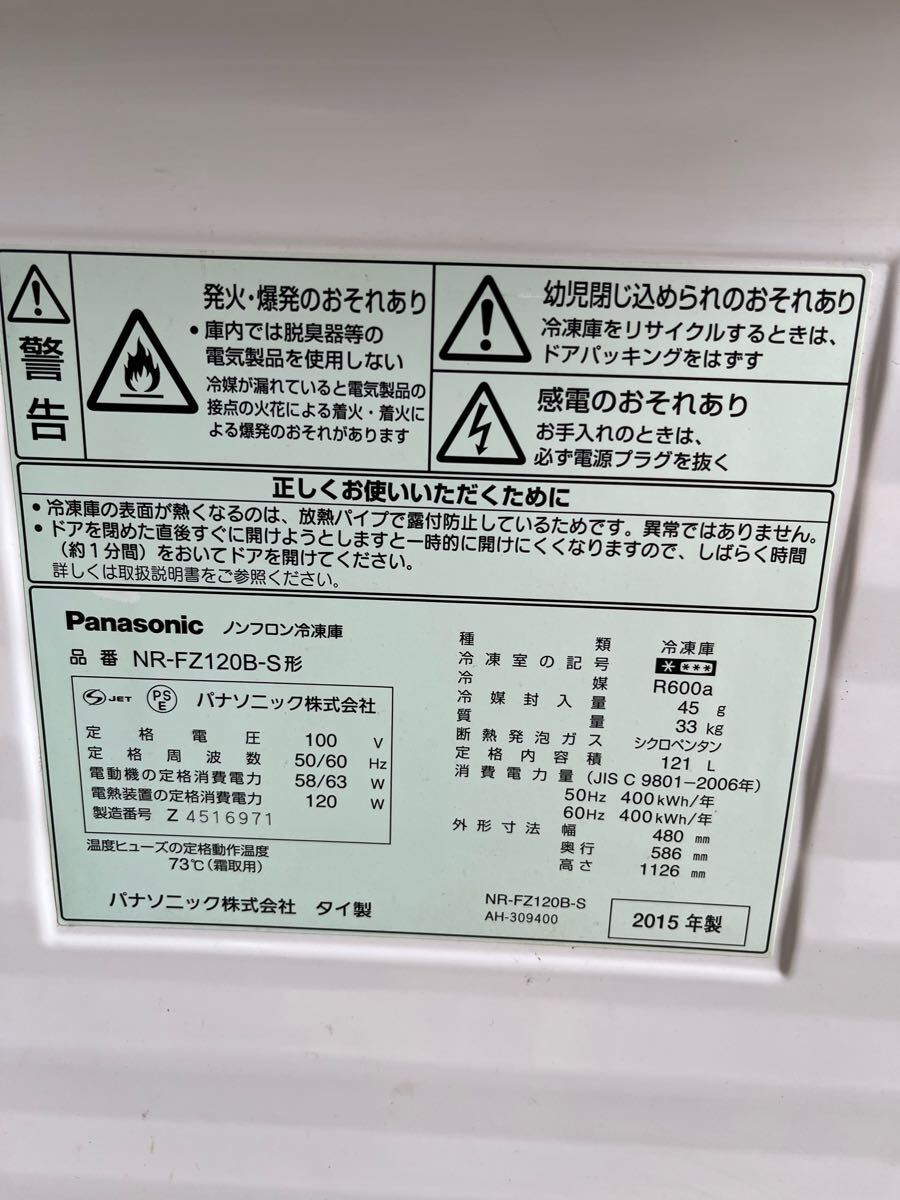 警告
発火・爆発のおそれあり
• 庫内では脱臭器等の
電気製品を使用しない
冷媒が漏れていると電気製品の
接点の火花による着火・着火に
よる爆発のおそれがあります
幼児閉じ込められのおそれあり
冷凍庫をリサイクルするときは、
ドアパッキングをはずす
感電のおそれあり
お手入れのときは、
必ず電源プラグを抜く
正しくお使いいただくために
• 冷凍庫の表面が熱くなるのは、放熱パイプで露付防止しているためです。異常ではありません。
• ドアを閉めた直後すぐに開けようとしますと一時的に開けにくくなりますので、しばらく時間
(約1分間)をおいてドアを開けてください。
詳しくは取扱説明書をご参照ください。
Panasonic ノンフロン冷凍庫
品番 NR-FZ120B-S形
JET PSE パナソニック株式会社
定格電圧 100 V
定格周波数 50/60 Hz
電動機の定格消費電力 58/63 W
電熱装置の定格消費電力 120 W
製造番号 Z 4516971
温度ヒューズの定格動作温度
73℃(霜取用)
パナソニック株式会社 タイ製
種類 冷凍庫
冷凍室の記号 * ***
冷媒 R600a
冷媒封入量 45 g
質量 33 kg
断熱発泡ガス シクロペンタン
定格内容積 121 L
消費電力量 (JIS C 9801−2006年)
50Hz 400kWh/年
60Hz 400kWh/年
外形寸法 幅 480 mm
奥行 586 mm
高さ 1126 mm
NR-FZ120B-S
AH-309400
2015 年製